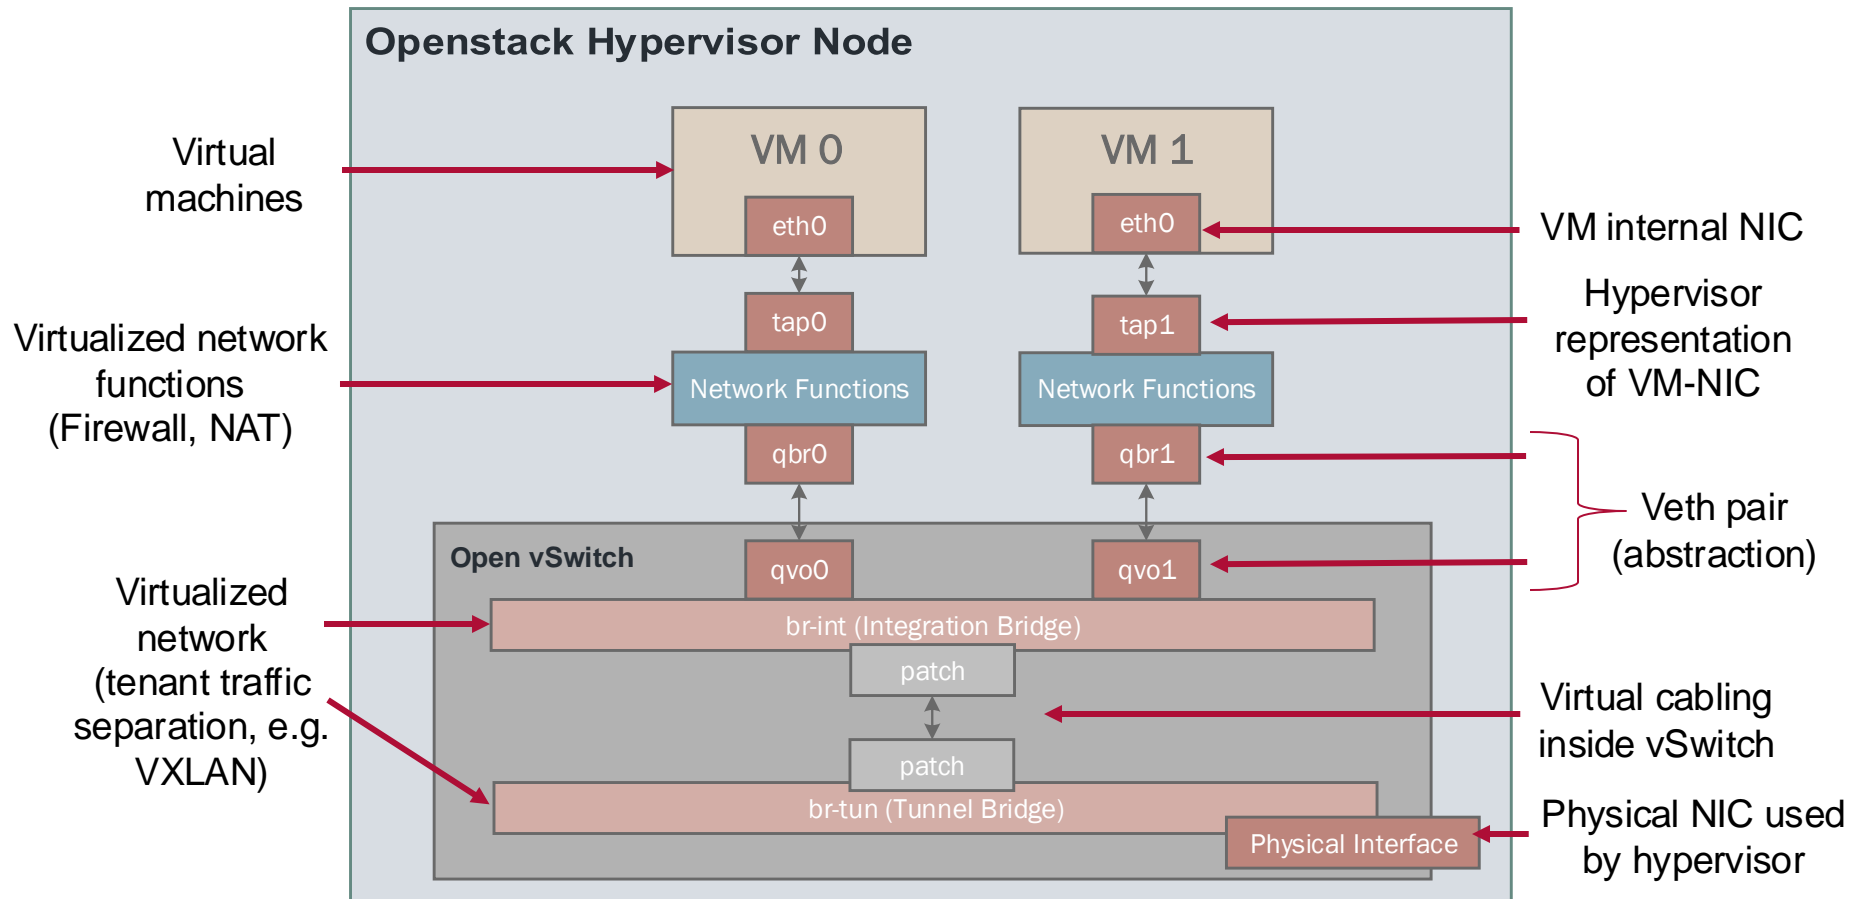 Openstack Hypervisor Node
Virtual
machines
VM 0
VM 1
eth0
eth0
VM internal NIC
Hypervisor
representation
of VM-NIC
tap0
tap1
Virtualized network
functions
(Firewall, NAT)
Network Functions
Network Functions
qbr0
qbr1
Veth pair
(abstraction)
Open vSwitch
qvo0
qvo1
Virtualized
network
(tenant traffic
separation, e.g.
VXLAN)
br-int (Integration Bridge)
patch
Virtual cabling
inside vSwitch
patch
br-tun (Tunnel Bridge)
Physical Interface
Physical NIC used
by hypervisor